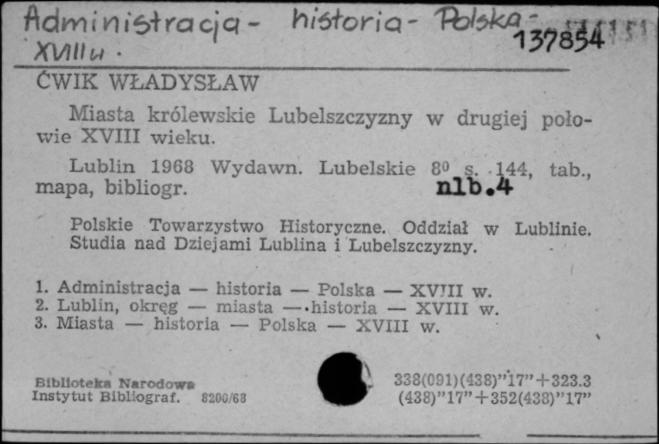 Administracja - historia - Polska -
XVIII w.
137854
ĆWIK WŁADYSŁAW
Miasta królewskie Lubelszczyzny w drugiej poło-
wie XVIII wieku.
Lublin 1968 Wydawn. Lubelskie 8⁰ s. 144, tab.,
mapa, bibliogr.
nlb.4
Polskie Towarzystwo Historyczne. Oddział w Lublinie.
Studia nad Dziejami Lublina i Lubelszczyzny.
1. Administracja — historia — Polska — XVIII w.
2. Lublin, okręg — miasta — historia — XVIII w.
3. Miasta — historia — Polska — XVIII w.
Biblioteka Narodowa
Instytut Bibliograf. 8200/68
338(091)(438)"17"+323.3
(438)"17"+352(438)"17"